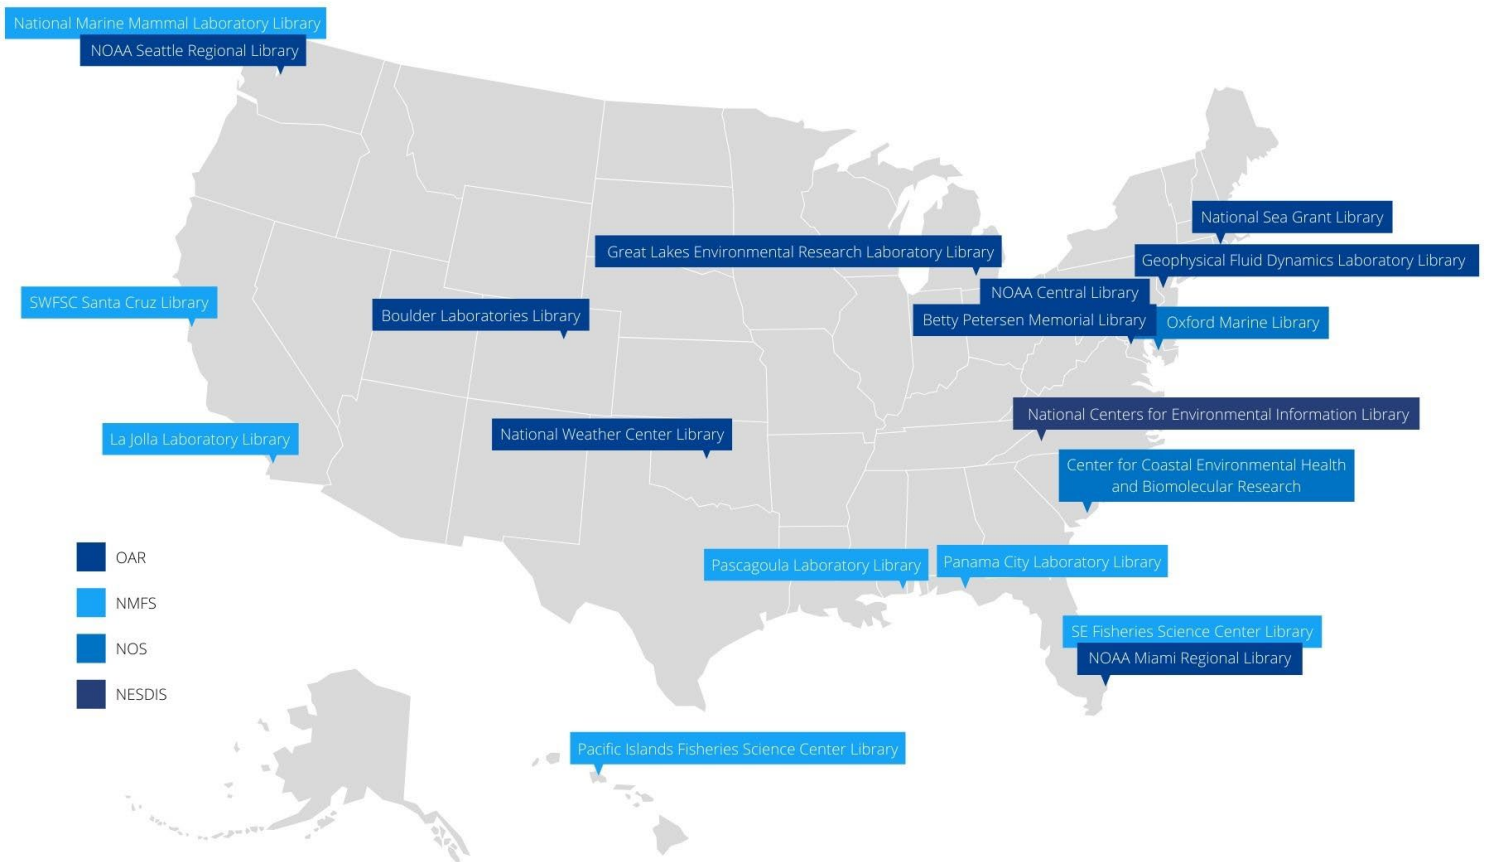 National Marine Mammal Laboratory Library
NOAA Seattle Regional Library
National Sea Grant Library
Great Lakes Environmental Research Laboratory Library
Geophysical Fluid Dynamics Laboratory Library
NOAA Central Library
SWFSC Santa Cruz Library
Boulder Laboratories Library
Betty Petersen Memorial Library
Oxford Marine Library
National Centers for Environmental Information Library
La Jolla Laboratory Library
National Weather Center Library
Center for Coastal Environmental Health
and Biomolecular Research
Pascagoula Laboratory Library
Panama City Laboratory Library
OAR
NMFS
NOS
NESDIS
SE Fisheries Science Center Library
NOAA Miami Regional Library
Pacific Islands Fisheries Science Center Library